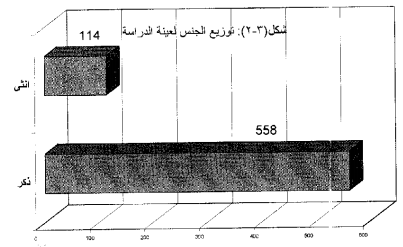 شكل(٣-٢): توزيع الجنس لعينة الدراسة
114
انثى
558
ذكر
0 100 200 300 400 500 600